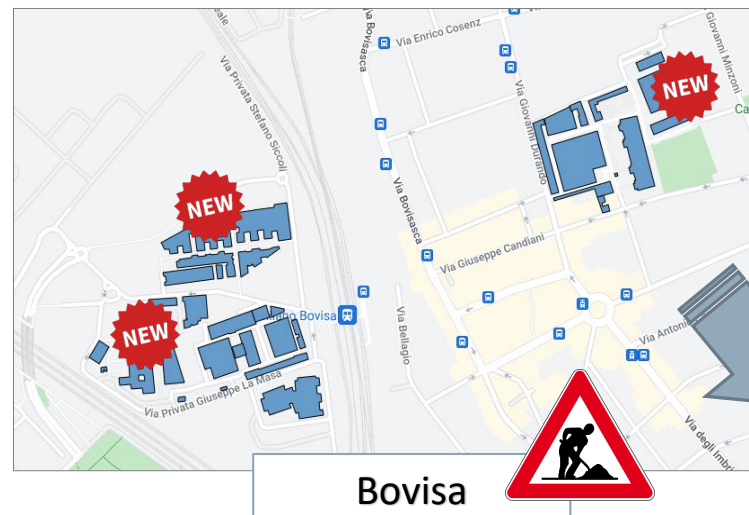 Via Bovisasca
Via Enrico Cosenz
Giovanni Minzoni
Via Privata Stefano Siccoli
Via Giovanni Durando
NEW
Ca
NEW
Via Bovisasca
Via Giuseppe Candiani
Bovisa
Via Bellagio
NEW
Via Antonio
Via Privata Giuseppe La Masa
Via degli Imbri
Bovisa